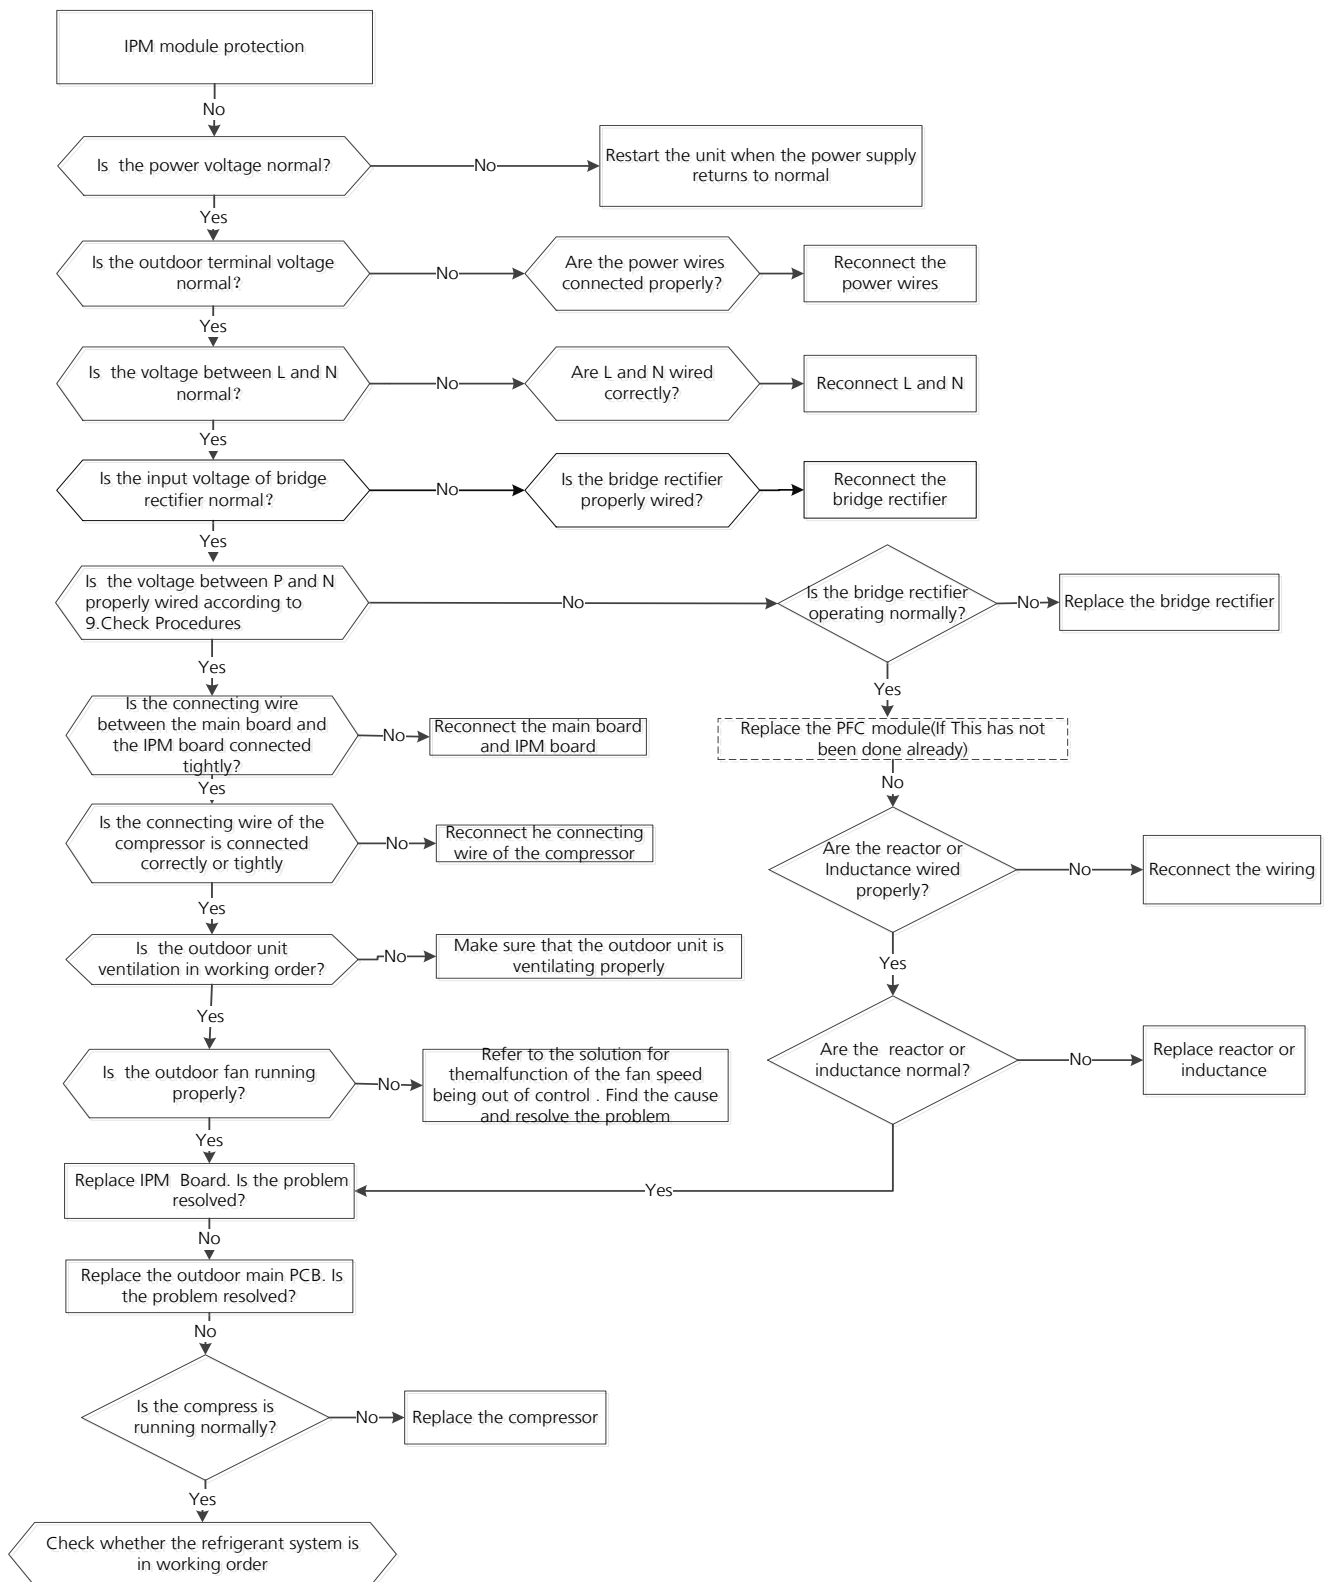 IPM module protection
No
Is the power voltage normal?
No
Restart the unit when the power supply
returns to normal
Yes
Is the outdoor terminal voltage
normal?
No
Are the power wires
connected properly?
Reconnect the
power wires
Yes
Is the voltage between L and N
normal?
No
Are L and N wired
correctly?
Reconnect L and N
Yes
Is the input voltage of bridge
rectifier normal?
No
Is the bridge rectifier
properly wired?
Reconnect the
bridge rectifier
Yes
Is the voltage between P and N
properly wired according to
9.Check Procedures
No
Is the bridge rectifier
operating normally?
No
Replace the bridge rectifier
Yes
Yes
Is the connecting wire
between the main board and
the IPM board connected
tightly?
No
Reconnect the main board
and IPM board
Replace the PFC module(If This has not
been done already)
Yes
No
Is the connecting wire of the
compressor is connected
correctly or tightly
No
Reconnect he connecting
wire of the compressor
Are the reactor or
Inductance wired
properly?
No
Reconnect the wiring
Yes
Is the outdoor unit
ventilation in working order?
No
Make sure that the outdoor unit is
ventilating properly
Yes
Yes
Is the outdoor fan running
properly?
No
Refer to the solution for
themalfunction of the fan speed
being out of control . Find the cause
and resolve the problem
Are the reactor or
inductance normal?
No
Replace reactor or
inductance
Yes
Replace IPM Board. Is the problem
resolved?
Yes
No
Replace the outdoor main PCB. Is
the problem resolved?
No
Is the compress is
running normally?
No
Replace the compressor
Yes
Check whether the refrigerant system is
in working order